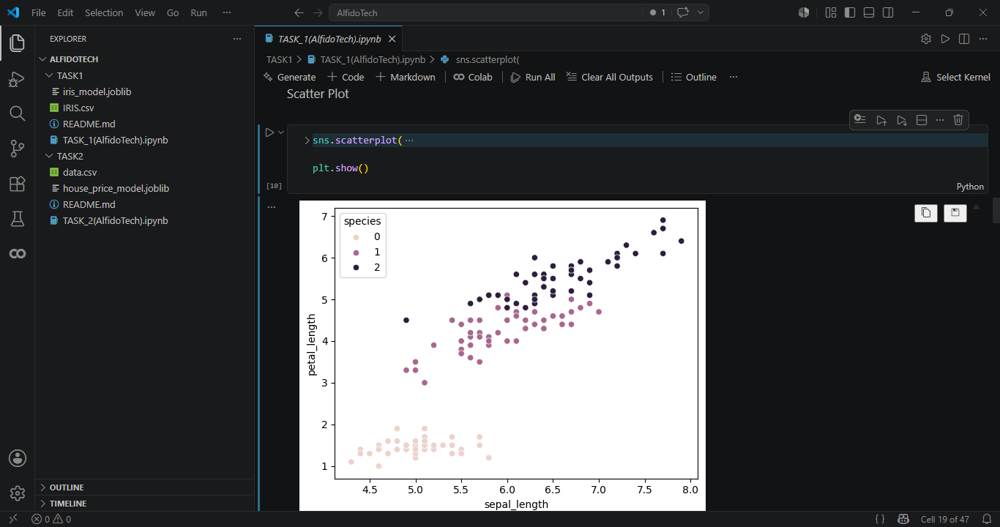 File Edit Selection View Go Run ···
AlfidoTech
1
EXPLORER ···
ALFIDOTECH
TASK1
iris_model.joblib
IRIS.csv
README.md
TASK_1(AlfidoTech).ipynb
TASK2
data.csv
house_price_model.joblib
README.md
TASK_2(AlfidoTech).ipynb
OUTLINE
TIMELINE
TASK_1(AlfidoTech).ipynb
TASK1 > TASK_1(AlfidoTech).ipynb > sns.scatterplot(
Generate + Code + Markdown Colab Run All Clear All Outputs Outline ··· Select Kernel
Scatter Plot
sns.scatterplot( ···
plt.show()
[10]
Python
species
0
1
2
7
6
5
4
3
2
1
petal_length
4.5 5.0 5.5 6.0 6.5 7.0 7.5 8.0
sepal_length
0 0
{ } Cell 19 of 47